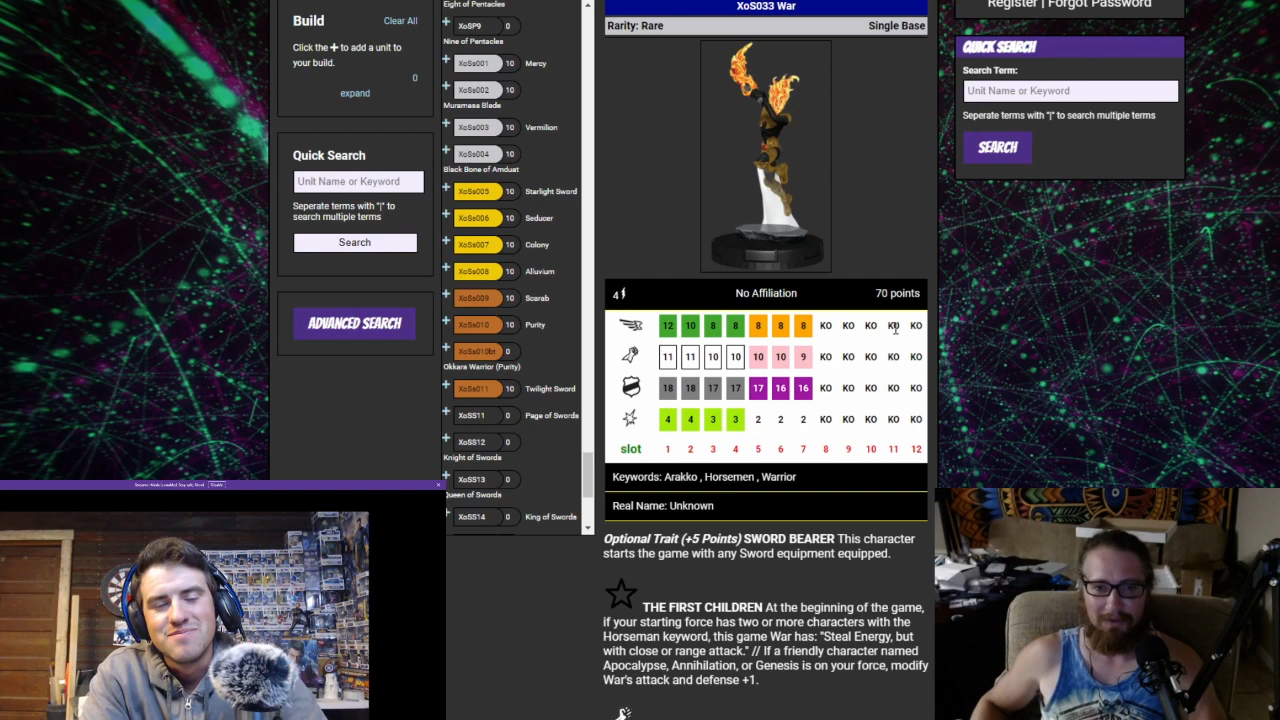 Build
Clear All
Click the + to add a unit to
your build.
0
expand
Quick Search
Unit Name or Keyword
Seperate terms with "|" to
search multiple terms
Search
ADVANCED SEARCH
Eight of Pentacles
XoSP9 0
Nine of Pentacles
XoSs001 10 Mercy
XoSs002 10
Muramasa Blade
XoSs003 10 Vermilion
XoSs004 10
Black Bone of Amduat
XoSs005 10 Starlight Sword
XoSs006 10 Seducer
XoSs007 10 Colony
XoSs008 10 Alluvium
XoSs009 10 Scarab
XoSs010 10 Purity
XoSs010bt 0
Okkara Warrior (Purity)
XoSs011 10 Twilight Sword
XoSS11 0 Page of Swords
XoSS12 0
Knight of Swords
XoSS13 0
Queen of Swords
XoSS14 0 King of Swords
XoS033 War
Rarity: Rare Single Base
4 No Affiliation 70 points
12 10 8 8 8 8 8 KO KO KO KO KO
11 11 10 10 10 10 9 KO KO KO KO KO
18 18 17 17 17 16 16 KO KO KO KO KO
4 4 3 3 2 2 2 KO KO KO KO KO
slot 1 2 3 4 5 6 7 8 9 10 11 12
Keywords: Arakko , Horsemen , Warrior
Real Name: Unknown
Optional Trait (+5 Points) SWORD BEARER This character
starts the game with any Sword equipment equipped.
THE FIRST CHILDREN At the beginning of the game,
if your starting force has two or more characters with the
Horseman keyword, this game War has: "Steal Energy, but
with close or range attack." // If a friendly character named
Apocalypse, Annihilation, or Genesis is on your force, modify
War's attack and defense +1.
Register | Forgot Password
QUICK SEARCH
Search Term:
Unit Name or Keyword
Seperate terms with "|" to search multiple terms
SEARCH